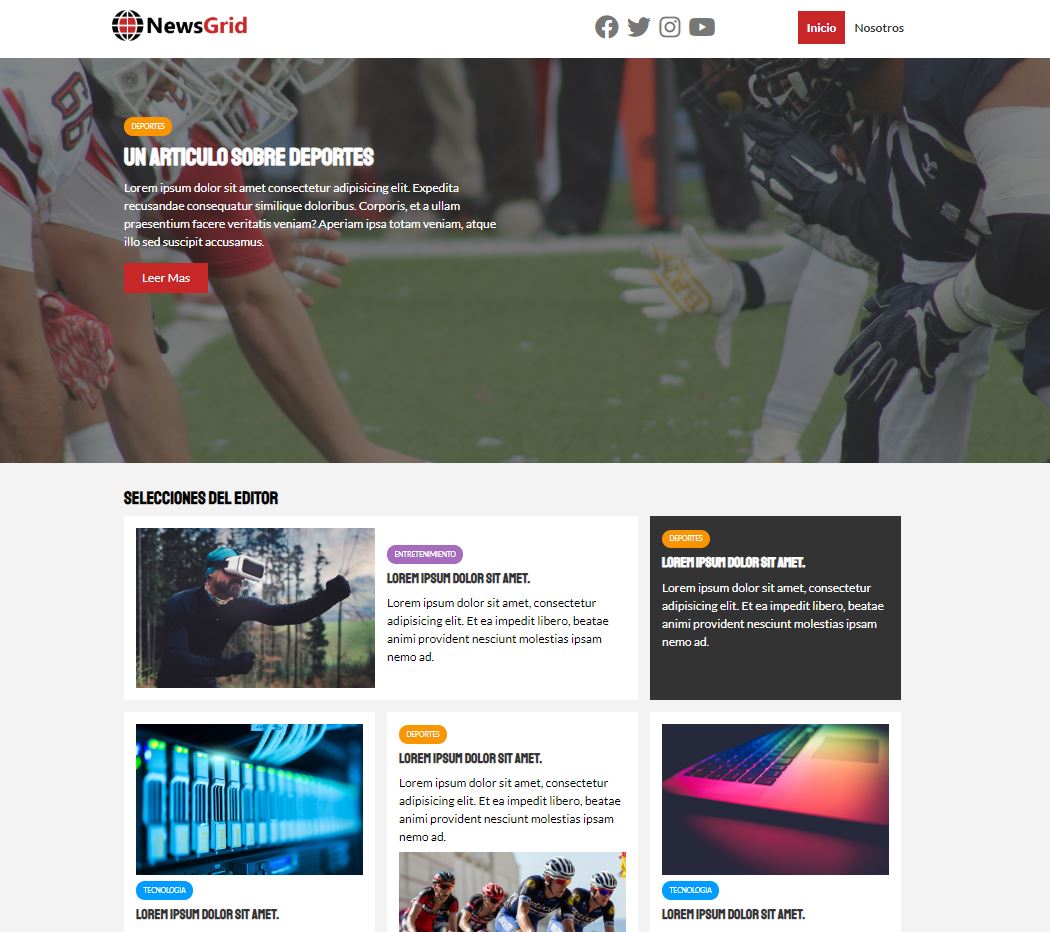 NewsGrid
Inicio
Nosotros
DEPORTES
UN ARTICULO SOBRE DEPORTES
Lorem ipsum dolor sit amet consectetur adipisicing elit. Expedita
recusandae consequatur similique doloribus. Corporis, et a ullam
praesentium facere veritatis veniam? Aperiam ipsa totam veniam, atque
illo sed suscipit accusamus.
Leer Mas
SELECCIONES DEL EDITOR
ENTRETENIMIENTO
LOREM IPSUM DOLOR SIT AMET.
Lorem ipsum dolor sit amet, consectetur
adipisicing elit. Et ea impedit libero, beatae
animi provident nesciunt molestias ipsam
nemo ad.
DEPORTES
LOREM IPSUM DOLOR SIT AMET.
Lorem ipsum dolor sit amet, consectetur
adipisicing elit. Et ea impedit libero, beatae
animi provident nesciunt molestias ipsam
nemo ad.
TECNOLOGIA
LOREM IPSUM DOLOR SIT AMET.
DEPORTES
LOREM IPSUM DOLOR SIT AMET.
Lorem ipsum dolor sit amet, consectetur
adipisicing elit. Et ea impedit libero, beatae
animi provident nesciunt molestias ipsam
nemo ad.
TECNOLOGIA
LOREM IPSUM DOLOR SIT AMET.